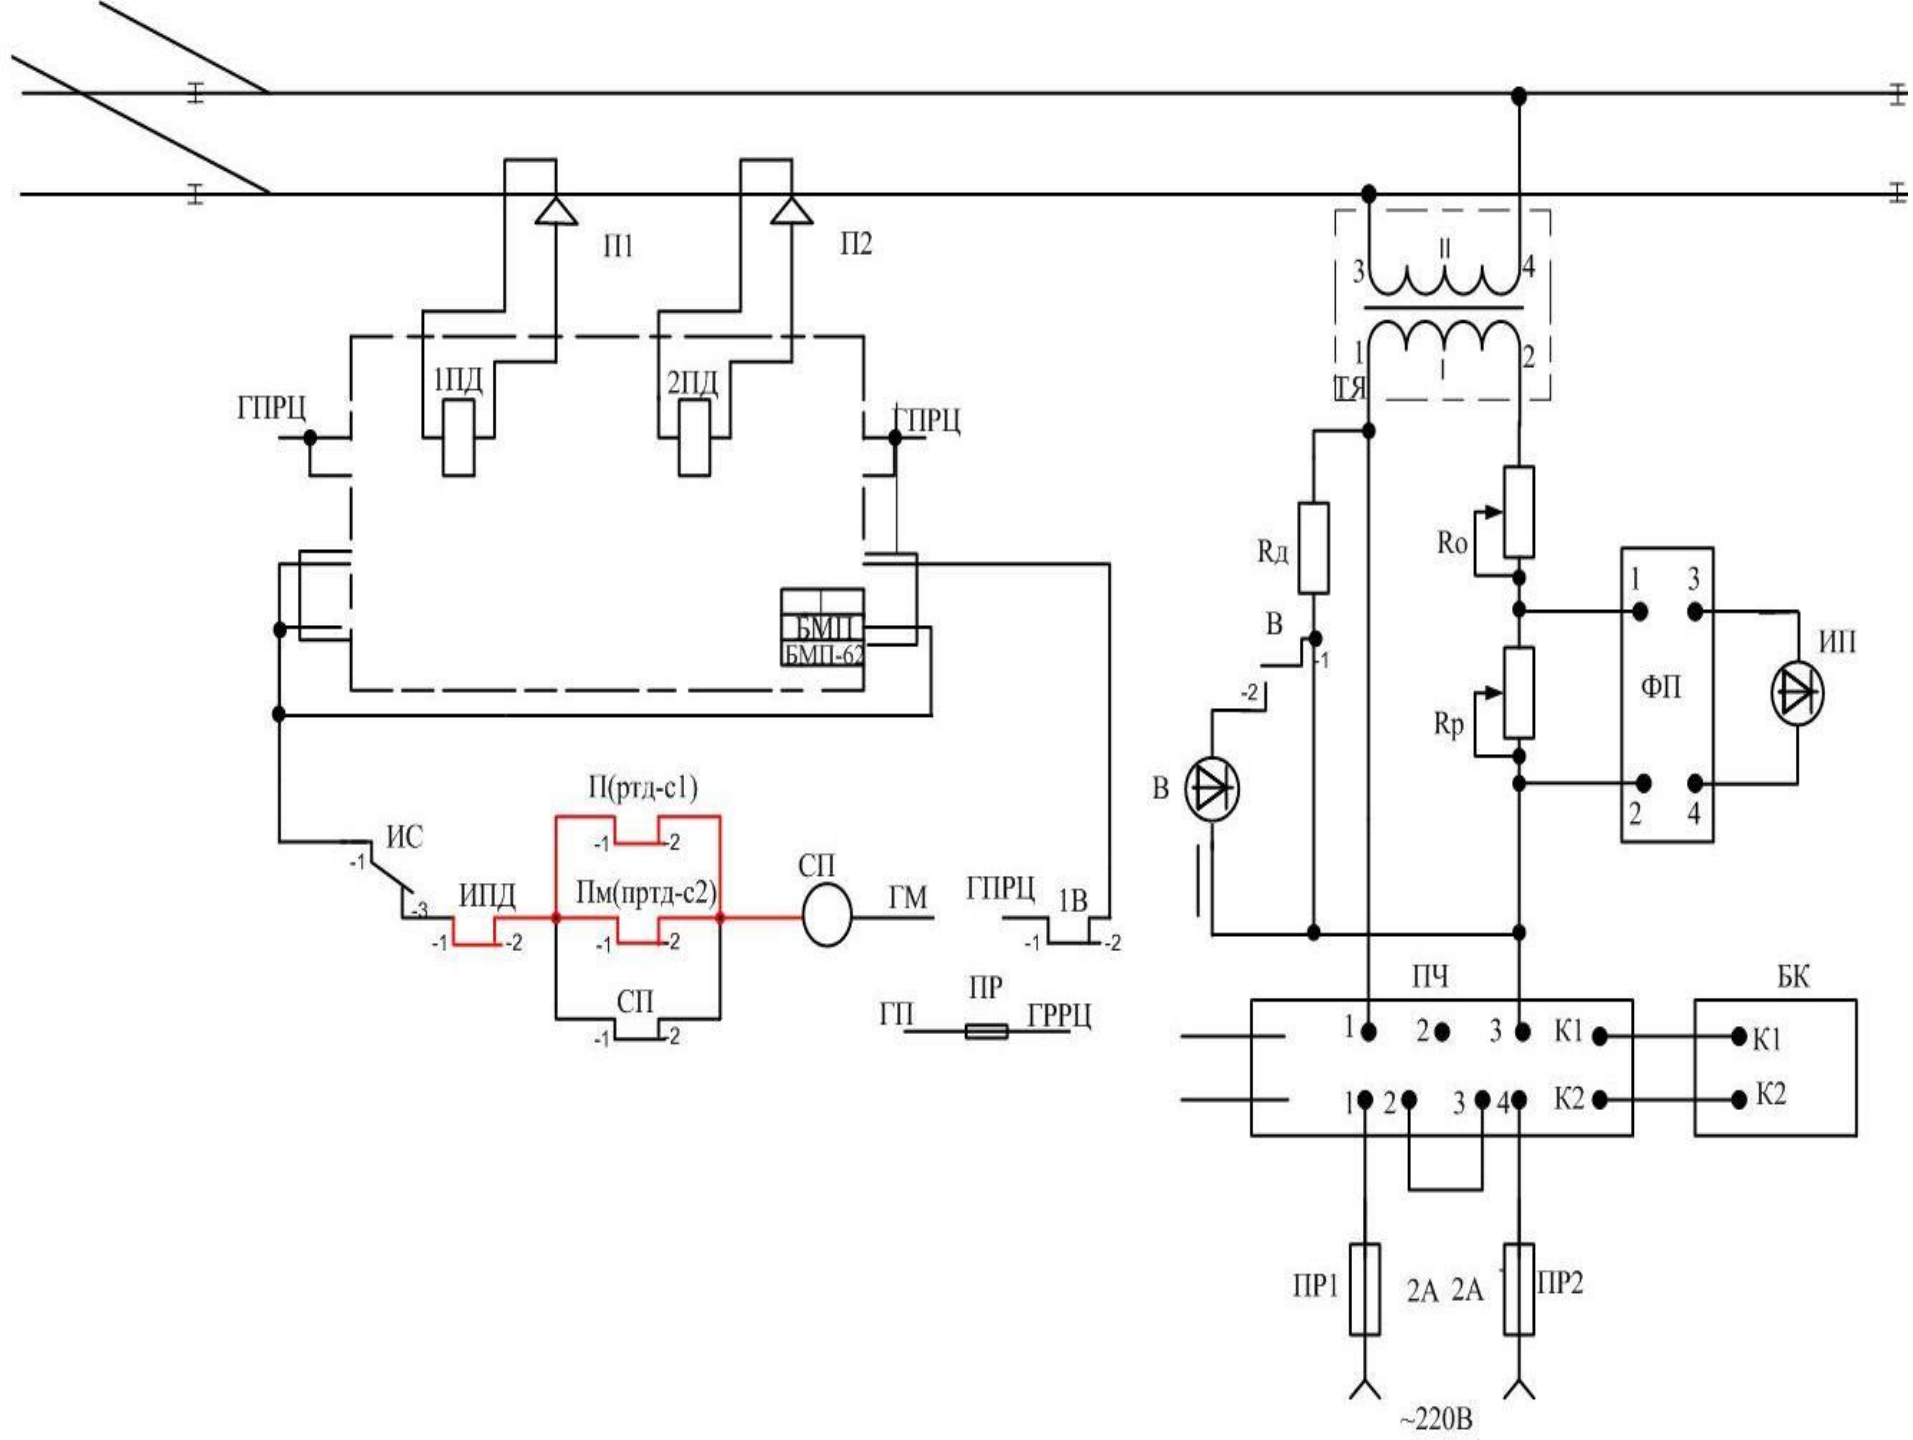 П1
П2
II
3
4
1
2
I
ТЯ
1ПД
2ПД
ГПРЦ
ГПРЦ
Rд
Rо
В
-1
-2
1
3
ФП
ИП
БМП
БМП-62
Rр
В
2
4
П(ртд-с1)
-1
-2
ИС
-1
-3
ИПД
-1
-2
Пм(пртд-с2)
-1
-2
СП
ГМ
ГПРЦ
1В
-1
-2
СП
-1
-2
ГП
ПР
ГРРЦ
ПЧ
БК
1
2
3
К1
К1
1
2
3
4
К2
К2
ПР1
2А
2А
ПР2
~220В